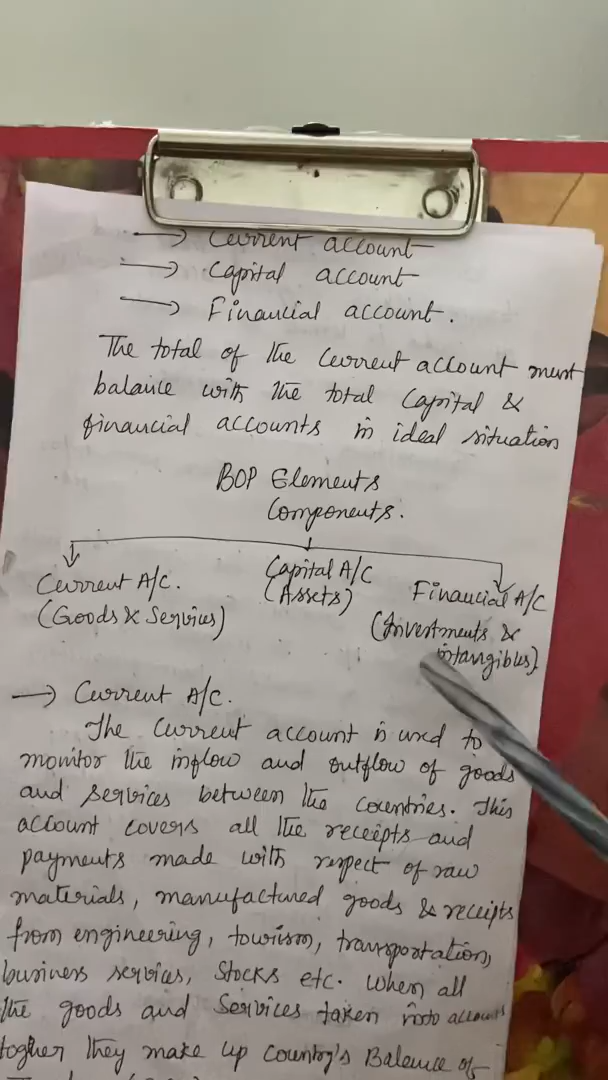 → Current account
→ Capital account
→ Financial account.
The total of the current account must
balance with the total Capital &
financial accounts in ideal situation
BOP Elements
Components.
Current A/C.
(Goods & Services)
Capital A/C
(Assets)
Financial A/C
(Investments &
intangibles)
→ Current A/C.
The Current account is used to
monitor the inflow and outflow of goods
and services between the countries. This
account covers all the receipts and
payments made with respect of raw
materials, manufactured goods & receipts
from engineering, tourism, transportation,
business services, Stocks etc. When all
the goods and Services taken into account
togher they make up country's Balance of